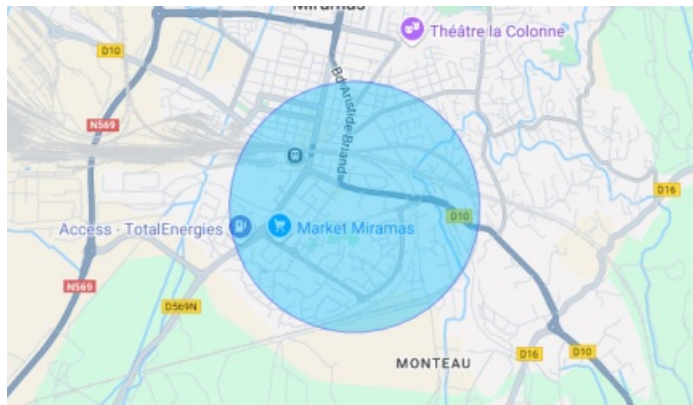 Miramas
Théâtre la Colonne
D10
Bd Aristide Briand
N569
D16
Access - TotalEnergies
Market Miramas
D10
N569
D569N
MONTEAU
D16
D10